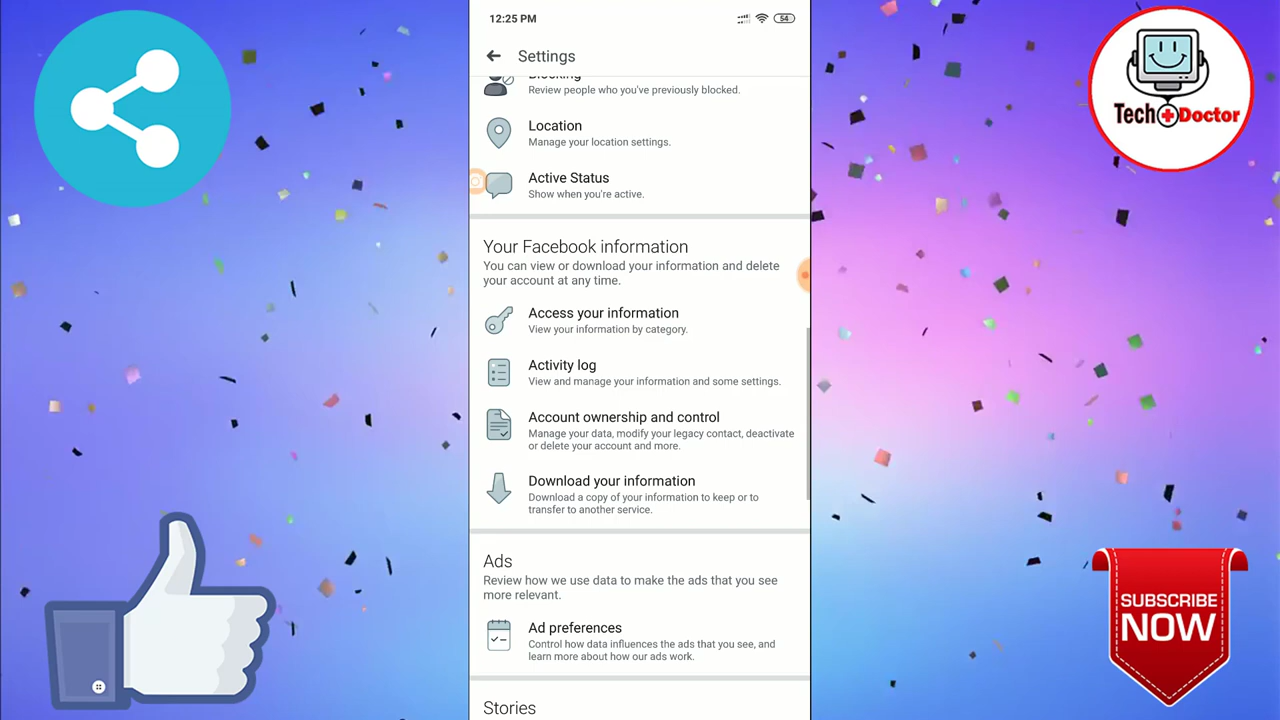 12:25 PM
54
Settings
Blocking
Review people who you've previously blocked.
Location
Manage your location settings.
Active Status
Show when you're active.
Your Facebook information
You can view or download your information and delete
your account at any time.
Access your information
View your information by category.
Activity log
View and manage your information and some settings.
Account ownership and control
Manage your data, modify your legacy contact, deactivate
or delete your account and more.
Download your information
Download a copy of your information to keep or to
transfer to another service.
Ads
Review how we use data to make the ads that you see
more relevant.
Ad preferences
Control how data influences the ads that you see, and
learn more about how our ads work.
Stories
Tech Doctor
SUBSCRIBE
NOW